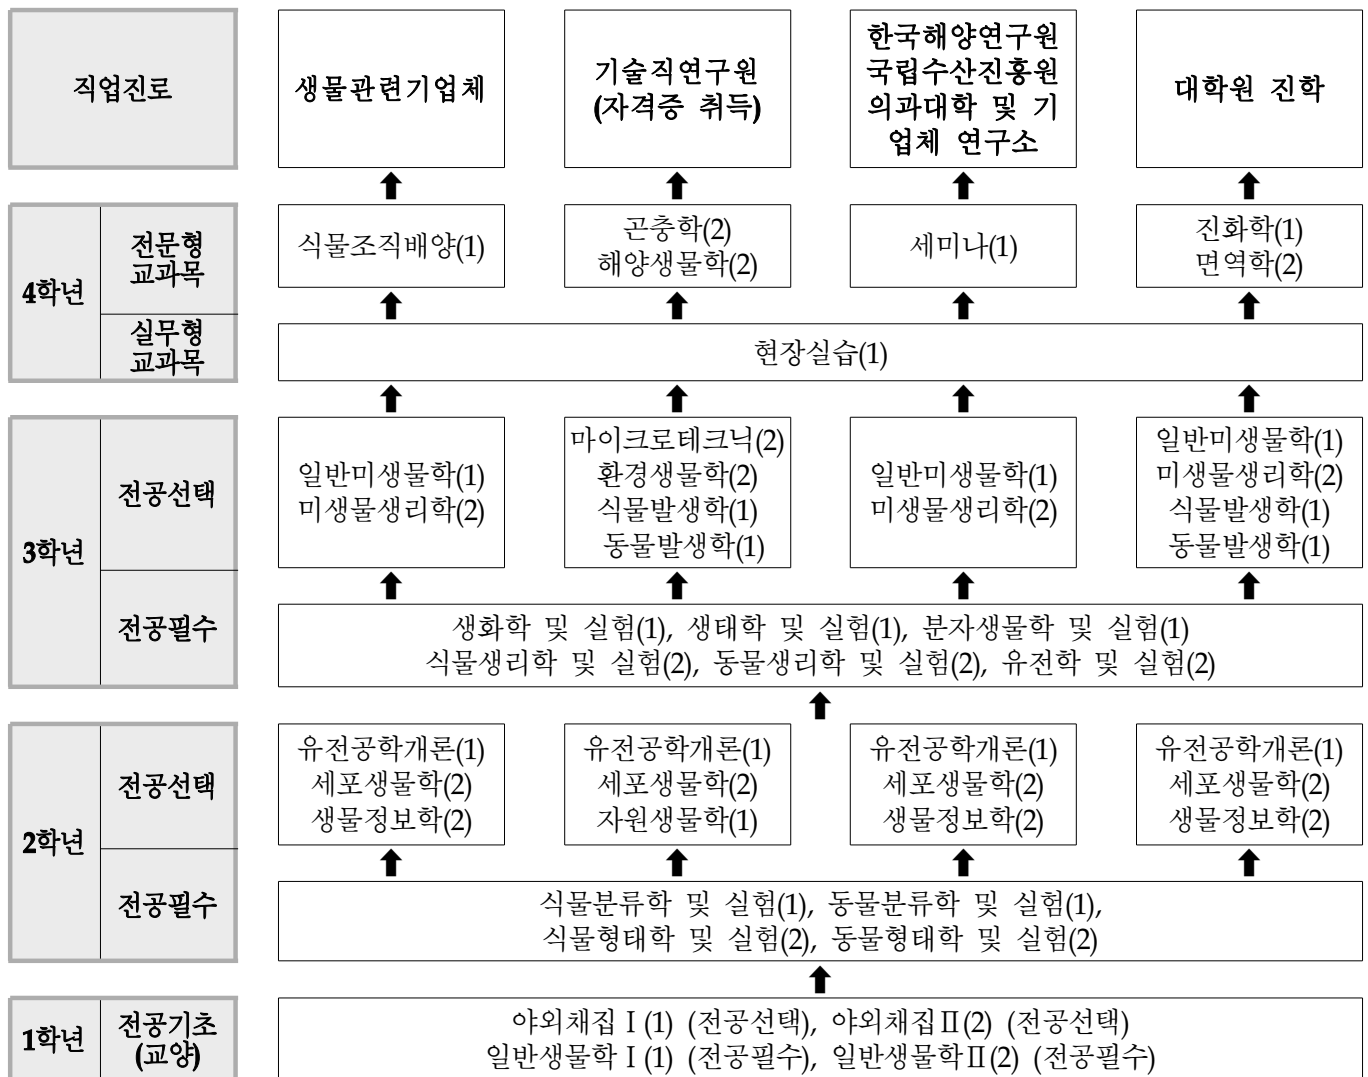 직업진로
생물관련기업체
기술직연구원
(자격증 취득)
한국해양연구원
국립수산진흥원
의과대학 및 기
업체 연구소
대학원 진학
4학년
전문형
교과목
식물조직배양(1)
곤충학(2)
해양생물학(2)
세미나(1)
진화학(1)
면역학(2)
실무형
교과목
현장실습(1)
3학년
전공선택
일반미생물학(1)
미생물생리학(2)
마이크로테크닉(2)
환경생물학(2)
식물발생학(1)
동물발생학(1)
일반미생물학(1)
미생물생리학(2)
일반미생물학(1)
미생물생리학(2)
식물발생학(1)
동물발생학(1)
전공필수
생화학 및 실험(1), 생태학 및 실험(1), 분자생물학 및 실험(1)
식물생리학 및 실험(2), 동물생리학 및 실험(2), 유전학 및 실험(2)
2학년
전공선택
유전공학개론(1)
세포생물학(2)
생물정보학(2)
유전공학개론(1)
세포생물학(2)
자원생물학(1)
유전공학개론(1)
세포생물학(2)
생물정보학(2)
유전공학개론(1)
세포생물학(2)
생물정보학(2)
전공필수
식물분류학 및 실험(1), 동물분류학 및 실험(1),
식물형태학 및 실험(2), 동물형태학 및 실험(2)
1학년
전공기초
(교양)
야외채집Ⅰ(1) (전공선택), 야외채집Ⅱ(2) (전공선택)
일반생물학Ⅰ(1) (전공필수), 일반생물학Ⅱ(2) (전공필수)